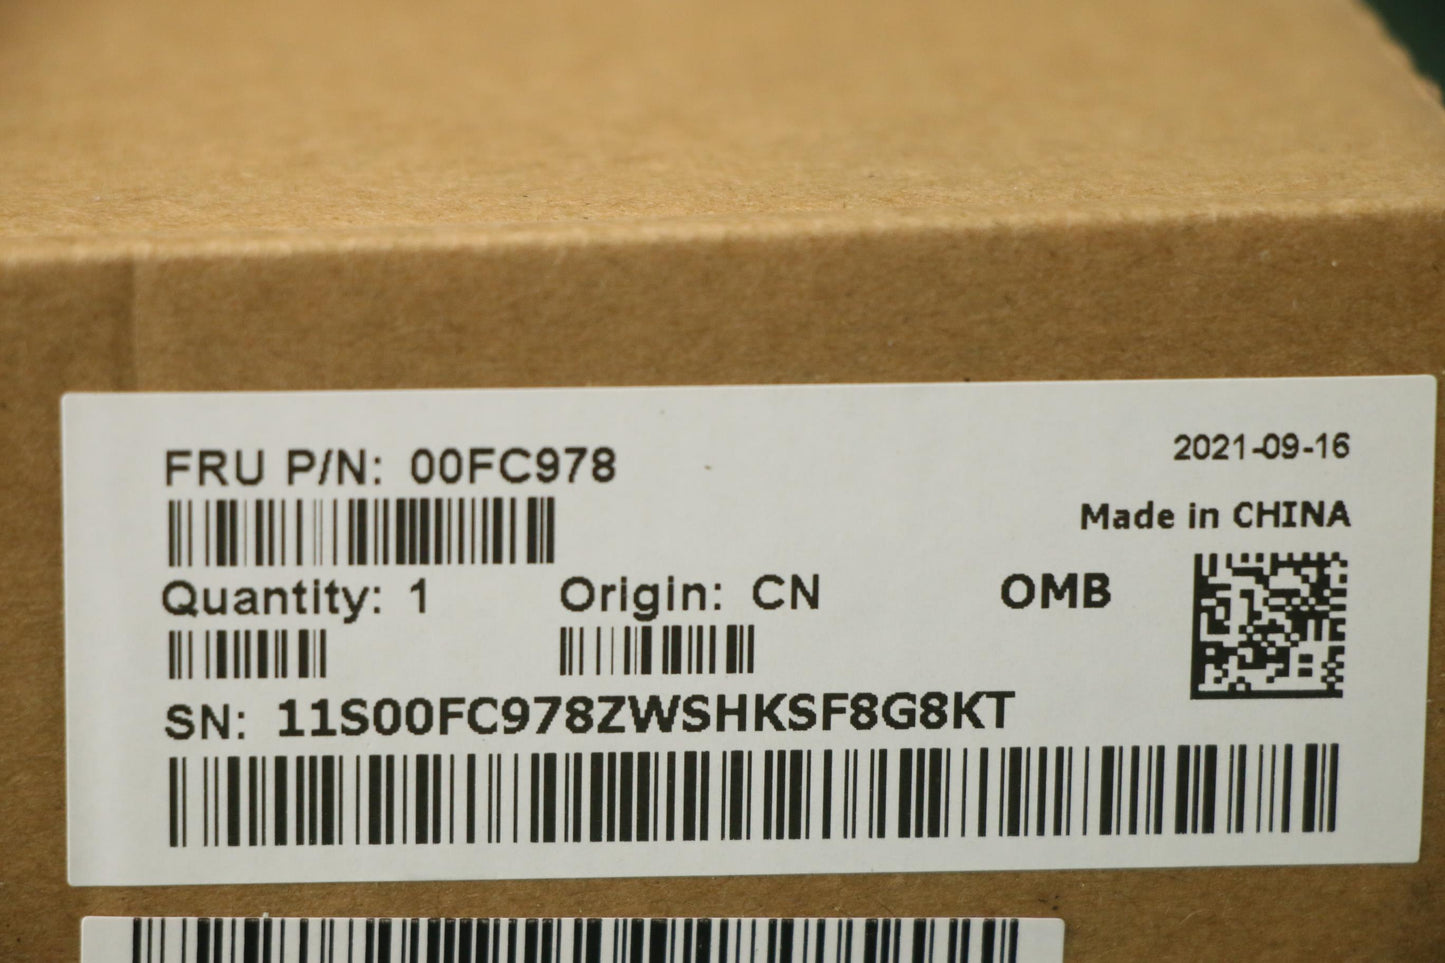 2021-09-16
FRU P/N: 00FC978
Made in CHINA
Quantity: 1 Origin: CN OMB
SN: 11S00FC978ZWSHKSF8G8KT